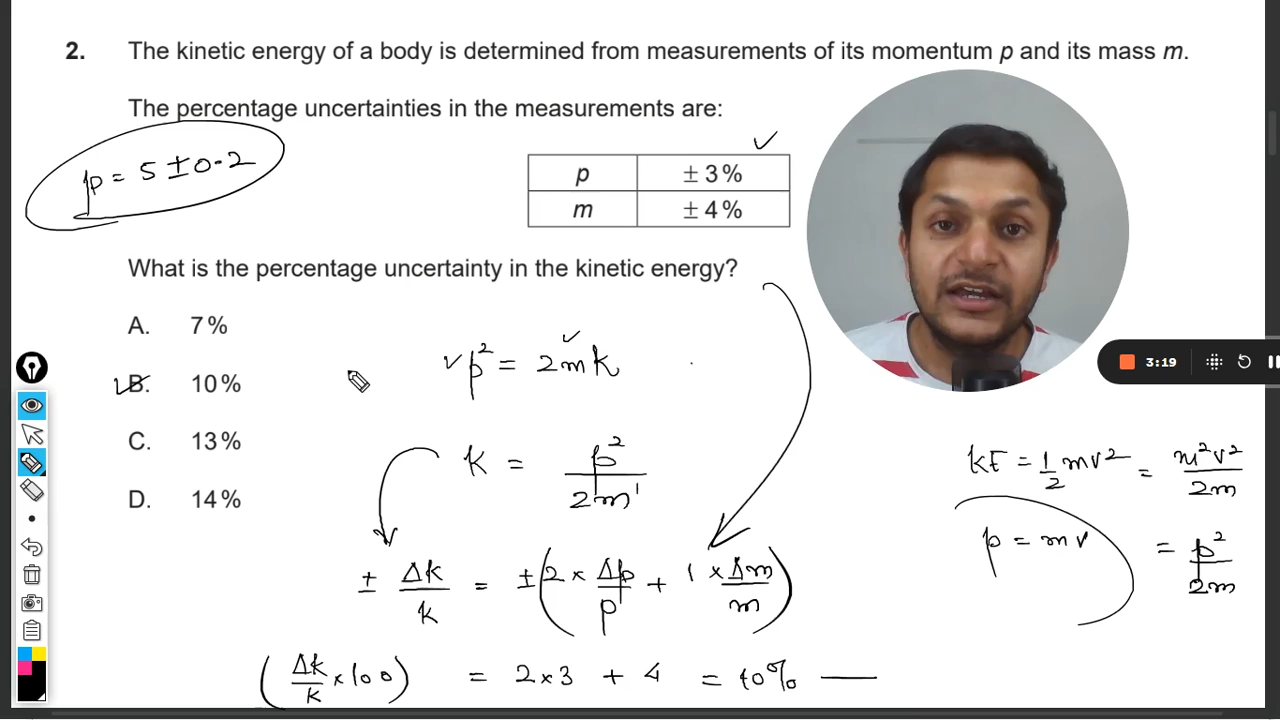 2. The kinetic energy of a body is determined from measurements of its momentum p and its mass m.
The percentage uncertainties in the measurements are:
p = 5 ± 0.2
p ± 3%
m ± 4%
What is the percentage uncertainty in the kinetic energy?
A. 7%
B. 10%
C. 13%
D. 14%
p² = 2mk
k = p²/2m¹
± Δk/k = ± (2 × Δp/p + 1 × Δm/m)
(Δk/k × 100) = 2×3 + 4 = 10%
KE = 1/2 mv² = m²v²/2m
p = mv
= p²/2m
3:19